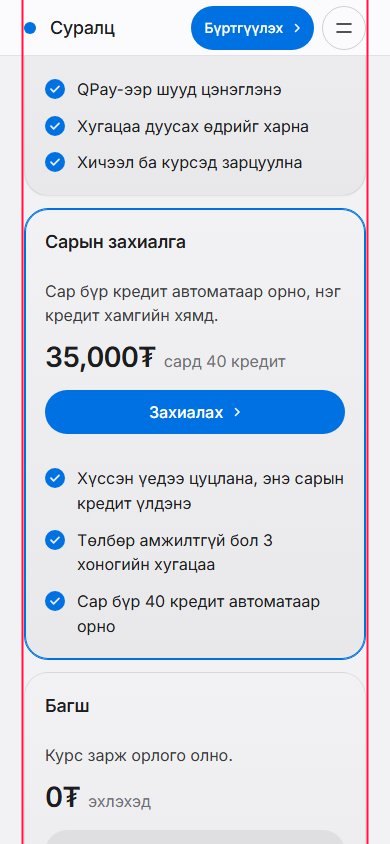 Суралц
Бүртгүүлэх
QPay-ээр шууд цэнэглэнэ
Хугацаа дуусах өдрийг харна
Хичээл ба курсэд зарцуулна
Сарын захиалга
Сар бүр кредит автоматаар орно, нэг
кредит хамгийн хямд.
35,000₮ сард 40 кредит
Захиалах
Хүссэн үедээ цуцлана, энэ сарын
кредит үлдэнэ
Төлбөр амжилтгүй бол 3
хоногийн хугацаа
Сар бүр 40 кредит автоматаар
орно
Багш
Курс зарж орлого олно.
0₮ эхлэхэд